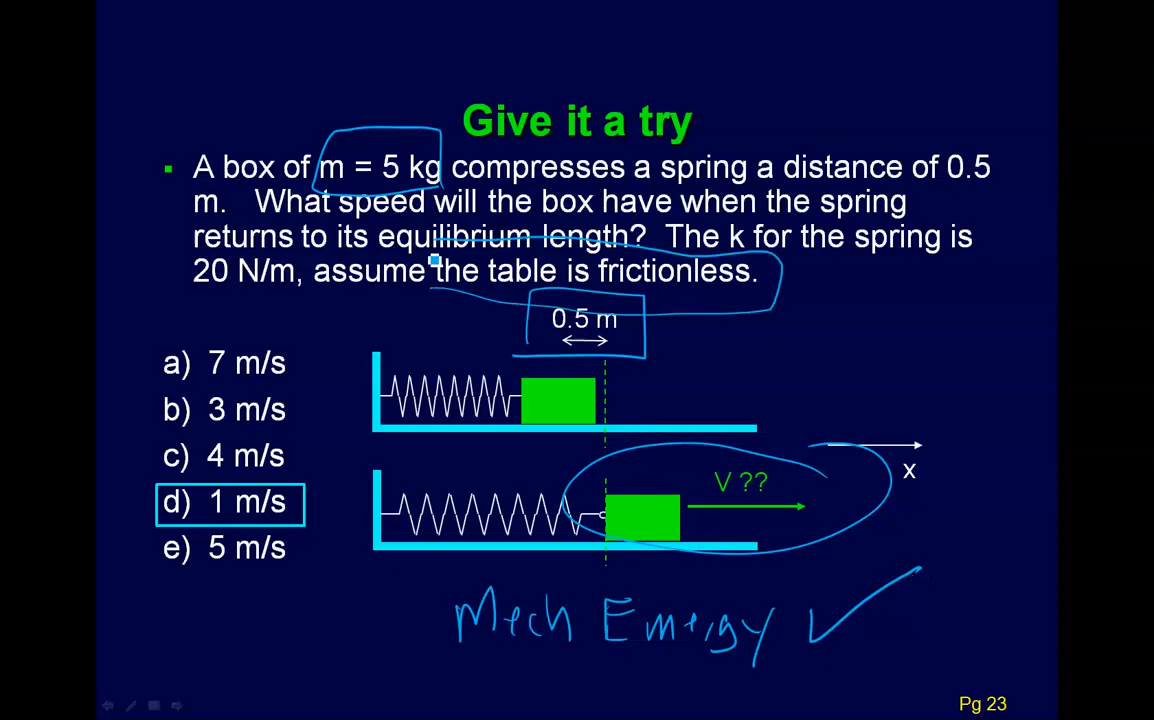 Give it a try
▪ A box of m = 5 kg compresses a spring a distance of 0.5
m. What speed will the box have when the spring
returns to its equilibrium length? The k for the spring is
20 N/m, assume the table is frictionless.
0.5 m
a) 7 m/s
b) 3 m/s
c) 4 m/s
d) 1 m/s
e) 5 m/s
V ??
x
Mech Energy ✓
Pg 23